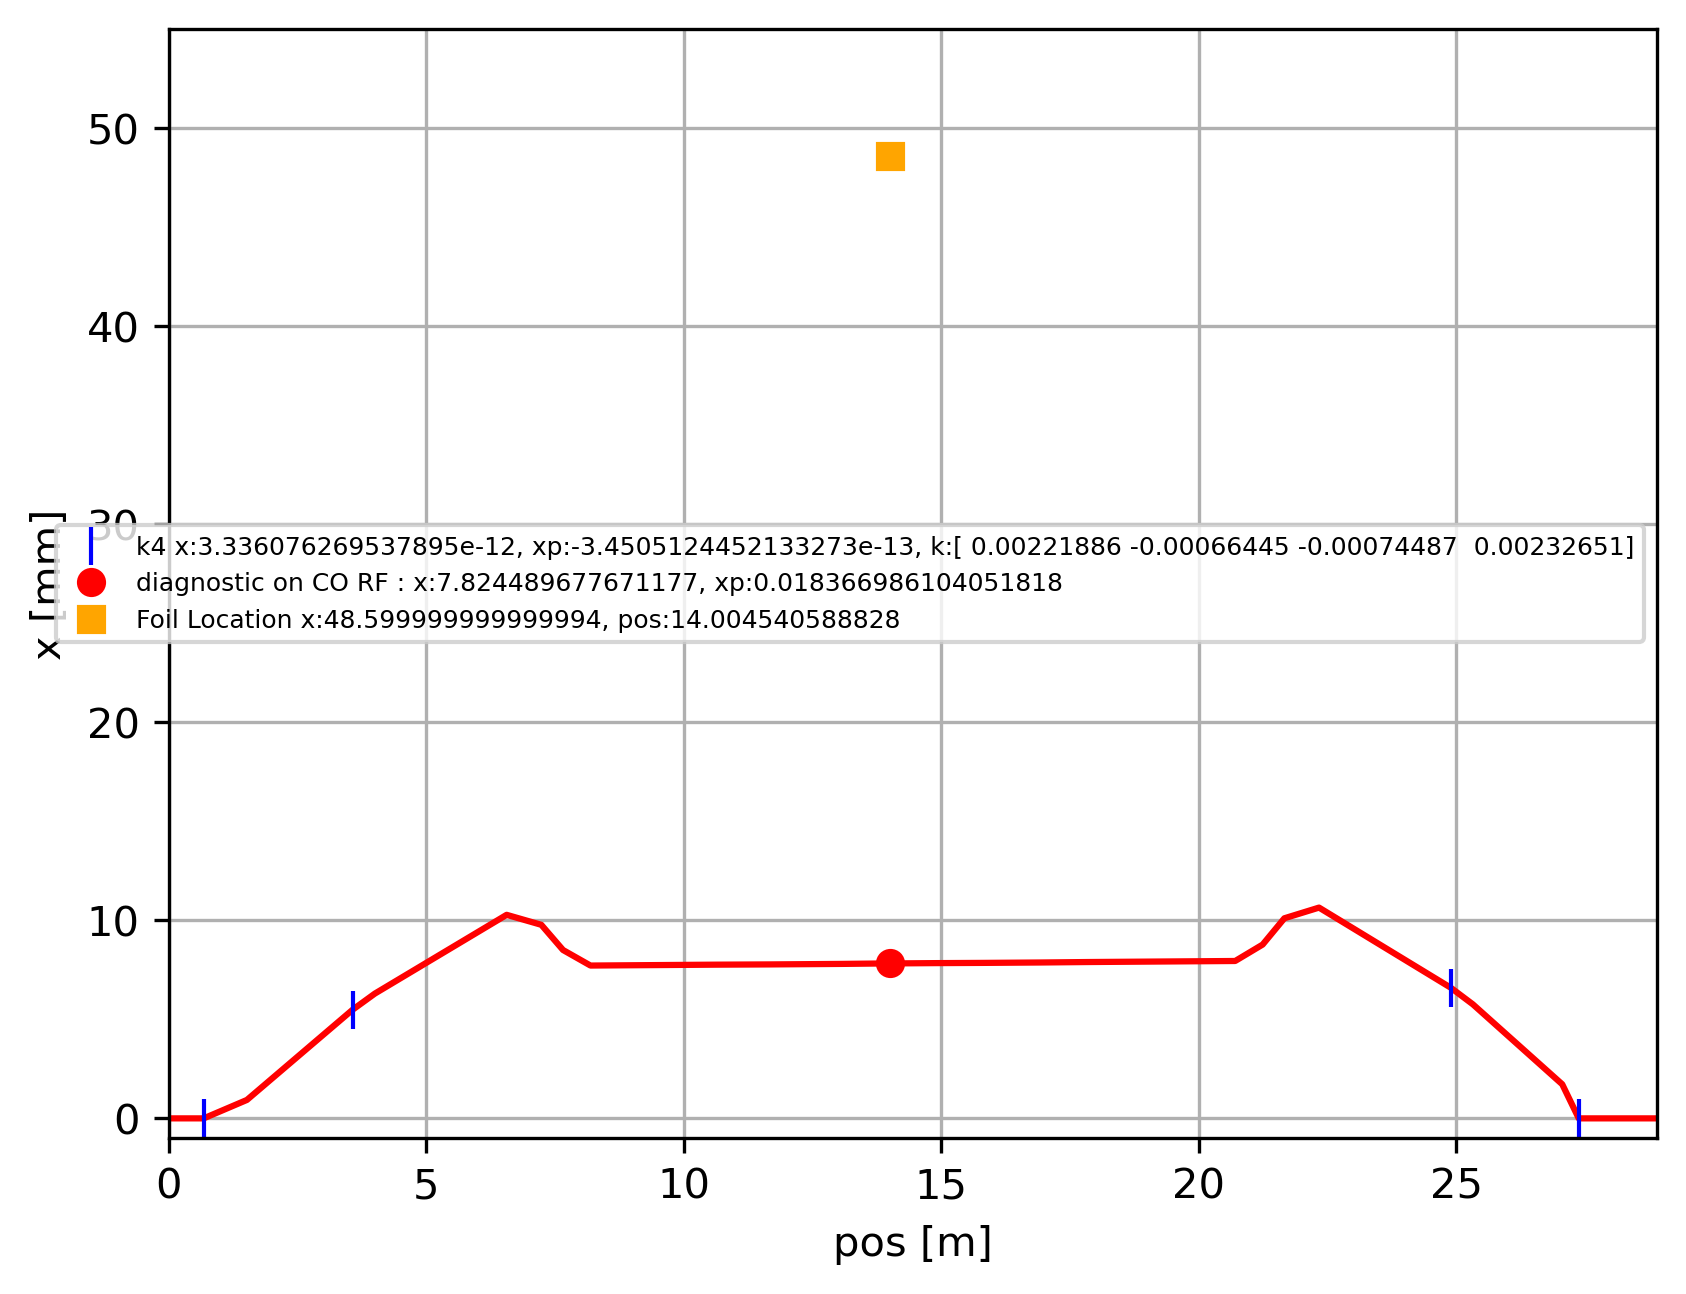 50
40
30
20
10
0
x [mm]
k4 x:3.336076269537895e-12, xp:-3.4505124452133273e-13, k:[ 0.00221886 -0.00066445 -0.00074487  0.00232651]
diagnostic on CO RF : x:7.824489677671177, xp:0.018366986104051818
Foil Location x:48.599999999999994, pos:14.004540588828
0 5 10 15 20 25
pos [m]